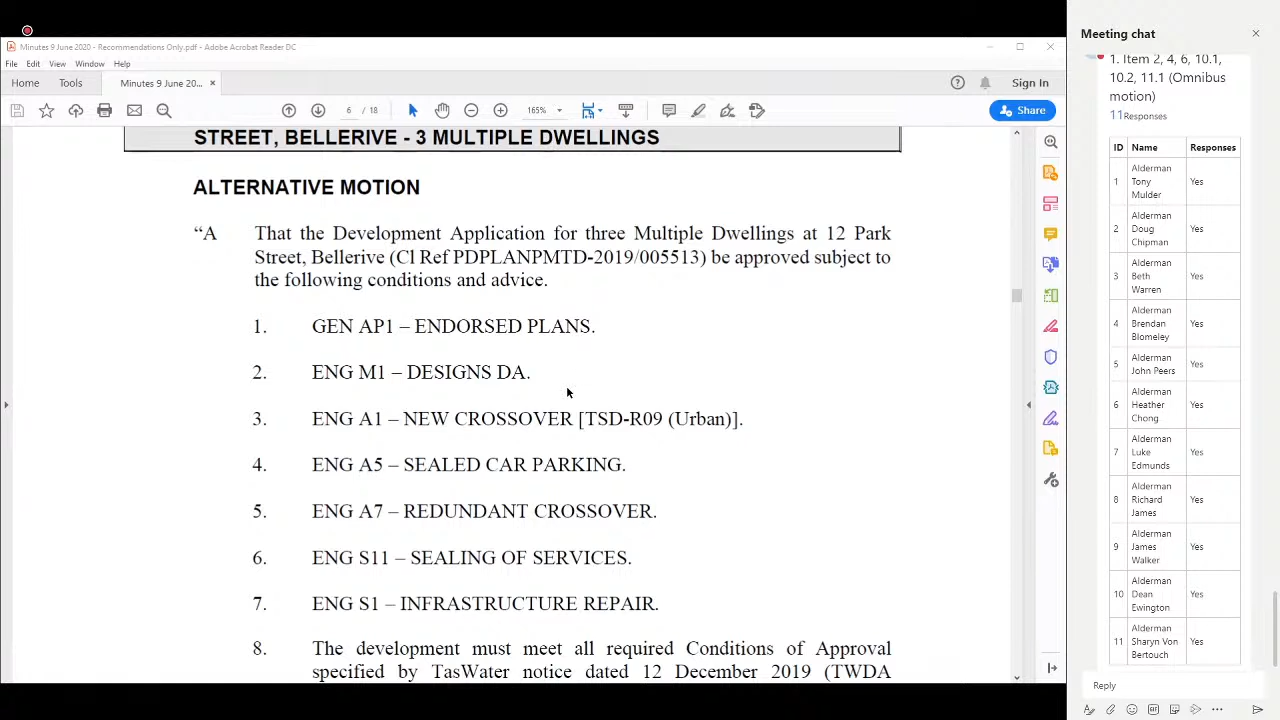 Minutes 9 June 2020 - Recommendations Only.pdf - Adobe Acrobat Reader DC
File Edit View Window Help
Home Tools Minutes 9 June 20... × Sign In
6 / 18 165% Share
STREET, BELLERIVE - 3 MULTIPLE DWELLINGS
ALTERNATIVE MOTION
“A That the Development Application for three Multiple Dwellings at 12 Park
Street, Bellerive (Cl Ref PDPLANPMTD-2019/005513) be approved subject to
the following conditions and advice.
1. GEN AP1 – ENDORSED PLANS.
2. ENG M1 – DESIGNS DA.
3. ENG A1 – NEW CROSSOVER [TSD-R09 (Urban)].
4. ENG A5 – SEALED CAR PARKING.
5. ENG A7 – REDUNDANT CROSSOVER.
6. ENG S11 – SEALING OF SERVICES.
7. ENG S1 – INFRASTRUCTURE REPAIR.
8. The development must meet all required Conditions of Approval
specified by TasWater notice dated 12 December 2019 (TWDA
Meeting chat
1. Item 2, 4, 6, 10.1,
10.2, 11.1 (Omnibus
motion)
11Responses
ID Name Responses
1 Alderman Tony Mulder Yes
2 Alderman Doug Chipman Yes
3 Alderman Beth Warren Yes
4 Alderman Brendan Blomeley Yes
5 Alderman John Peers Yes
6 Alderman Heather Chong Yes
7 Alderman Luke Edmunds Yes
8 Alderman Richard James Yes
9 Alderman James Walker Yes
10 Alderman Dean Ewington Yes
11 Alderman Sharyn Von Bertouch Yes
Reply